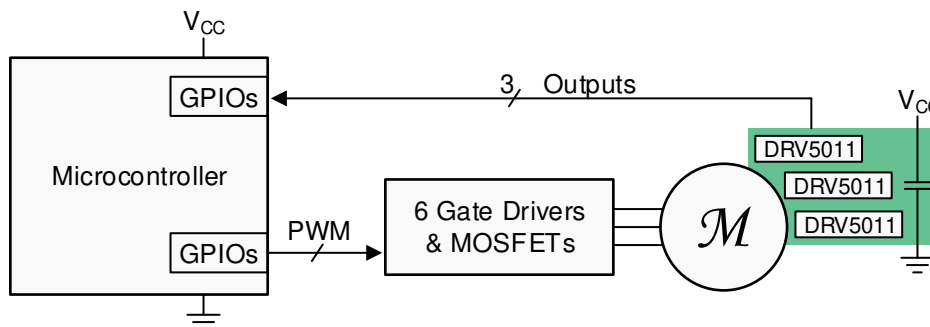 VCC
GPIOs
3 Outputs
VCC
DRV5011
Microcontroller
DRV5011
6 Gate Drivers
& MOSFETs
M
DRV5011
PWM
GPIOs